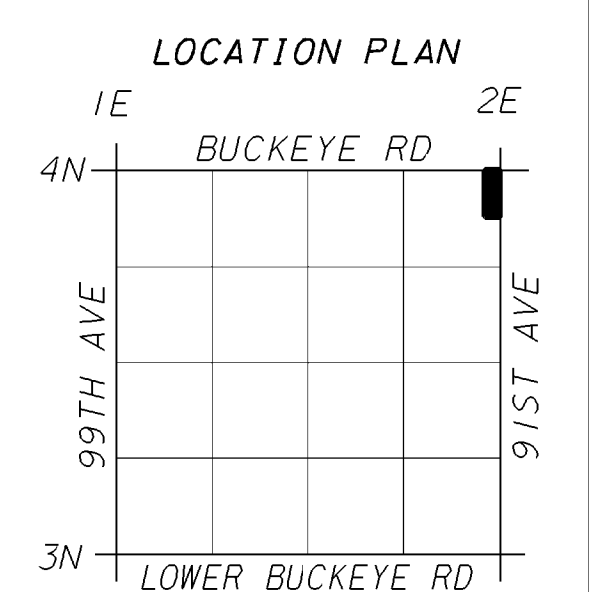 LOCATION PLAN
1E
2E
BUCKEYE RD
4N
99TH AVE
91ST AVE
3N
LOWER BUCKEYE RD